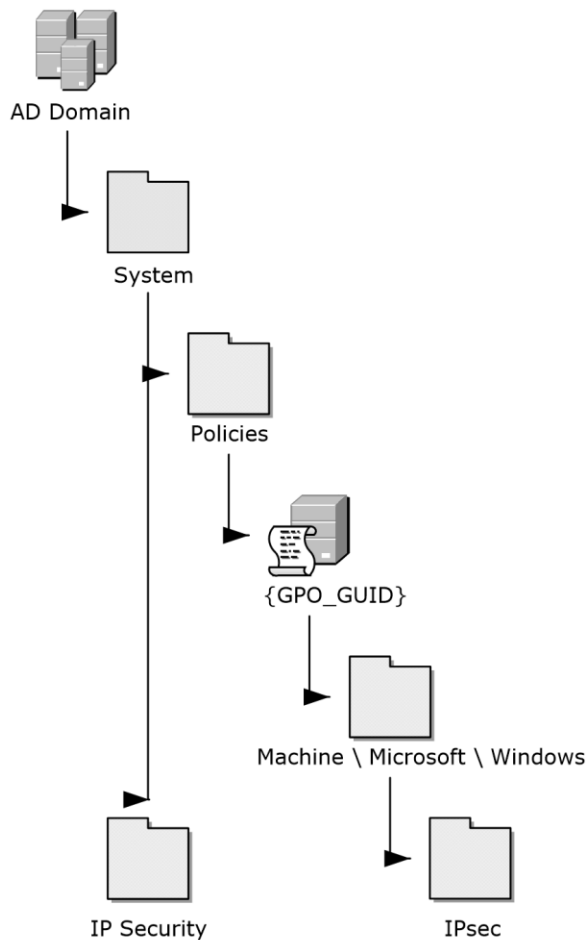 AD Domain
System
Policies
{GPO_GUID}
Machine \ Microsoft \ Windows
IP Security
IPsec